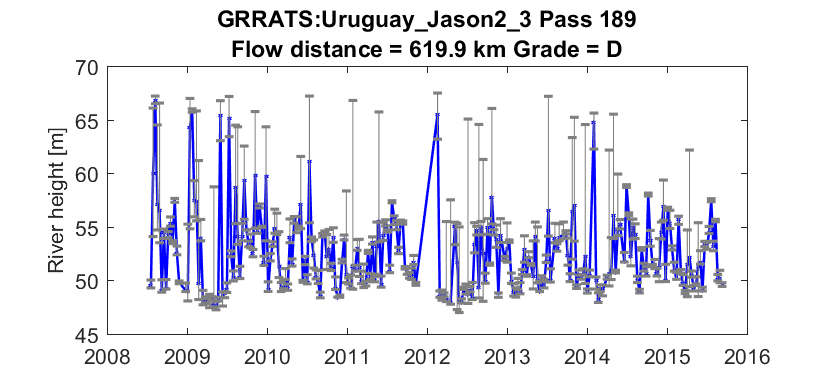 GRRATS:Uruguay_Jason2_3 Pass 189
Flow distance = 619.9 km Grade = D
River height [m]
70
65
60
55
50
45
2008 2009 2010 2011 2012 2013 2014 2015 2016